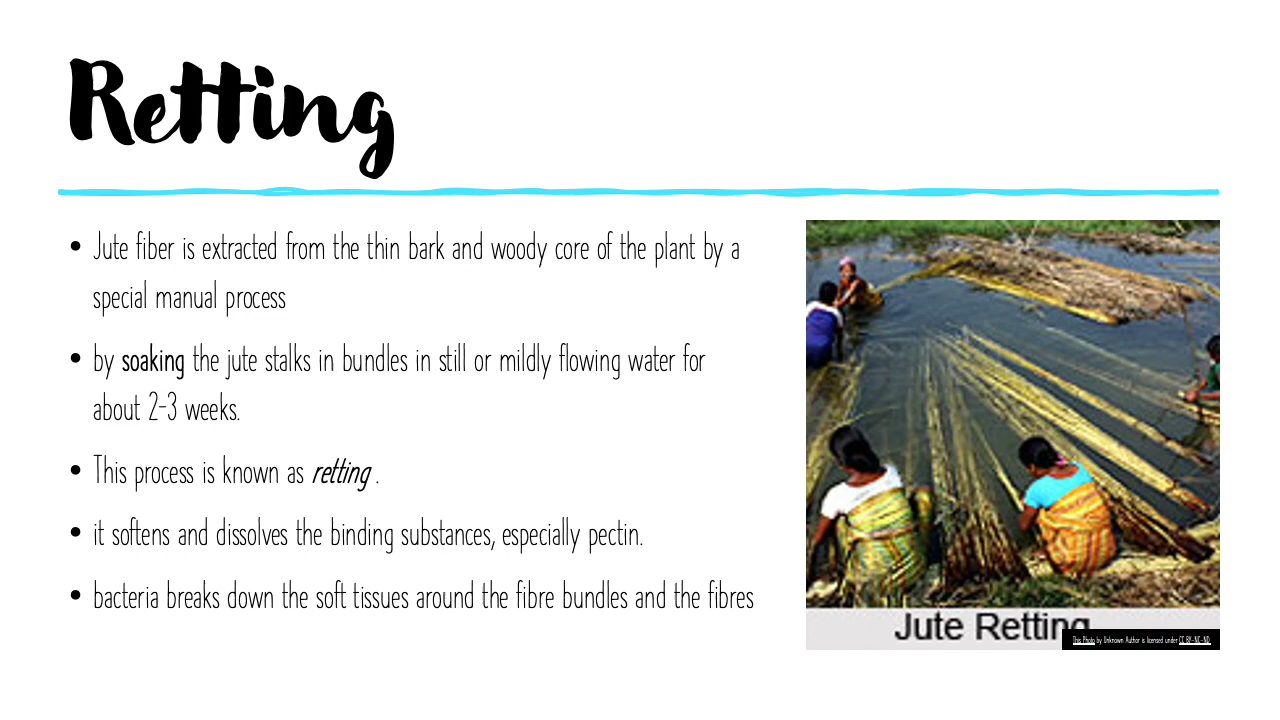 Retting
• Jute fiber is extracted from the thin bark and woody core of the plant by a
special manual process
• by soaking the jute stalks in bundles in still or mildly flowing water for
about 2-3 weeks.
• This process is known as retting .
• it softens and dissolves the binding substances, especially pectin.
• bacteria breaks down the soft tissues around the fibre bundles and the fibres
Jute Retting
This Photo by Unknown Author is licensed under CC BY-NC-ND.